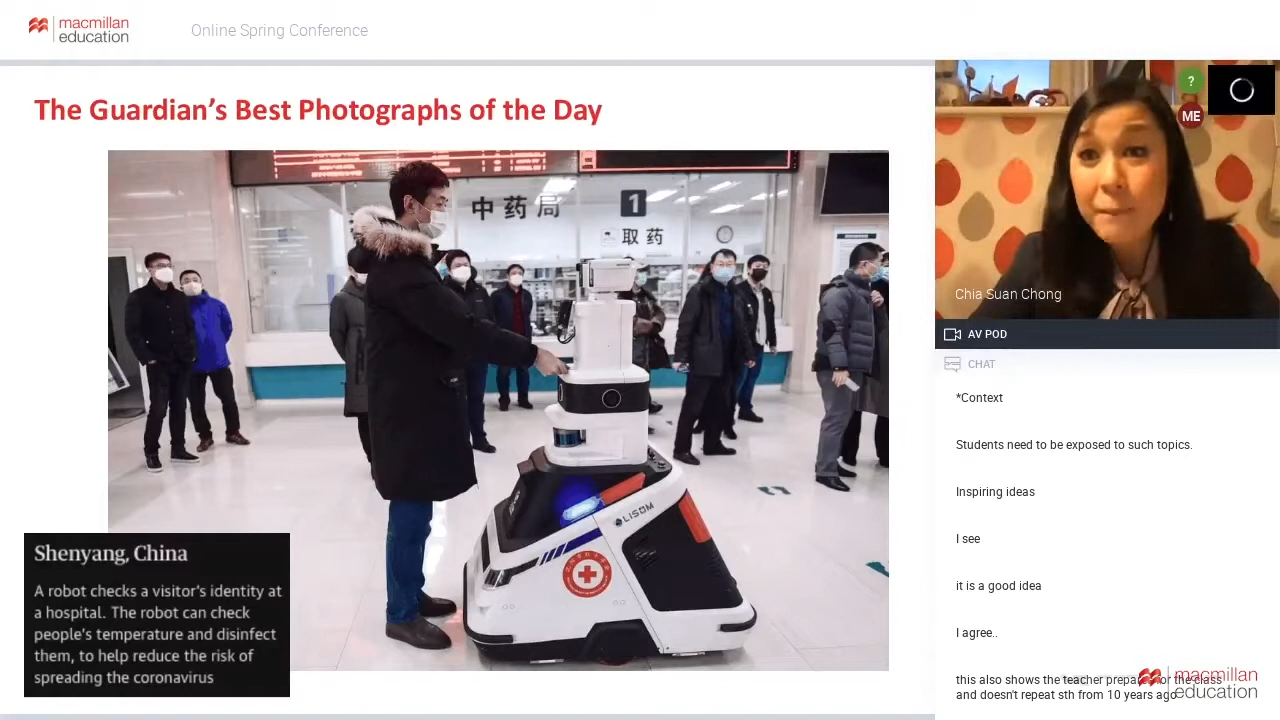 macmillan
education
Online Spring Conference
The Guardian's Best Photographs of the Day
中药局
1
取药
LISOM
Shenyang, China
A robot checks a visitor's identity at
a hospital. The robot can check
people's temperature and disinfect
them, to help reduce the risk of
spreading the coronavirus
?
ME
Chia Suan Chong
AV POD
CHAT
*Context
Students need to be exposed to such topics.
Inspiring ideas
I see
it is a good idea
I agree..
this also shows the teacher for the class
and doesn't repeat sth from 10 years ago
macmillan
education